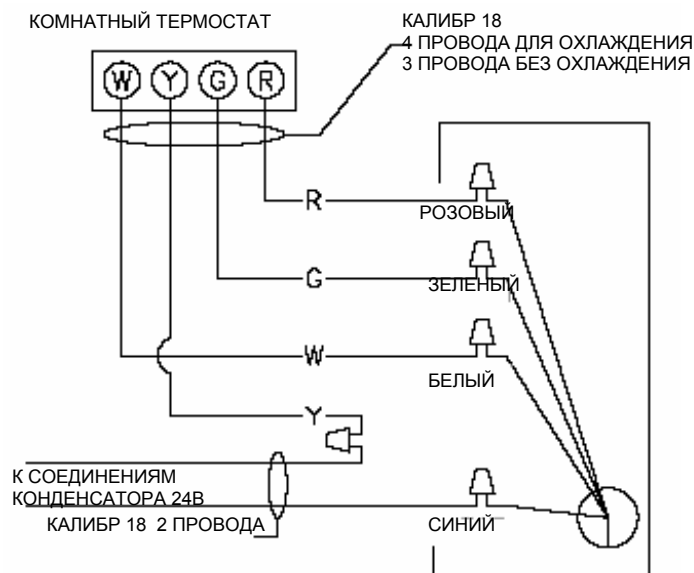 КОМНАТНЫЙ ТЕРМОСТАТ
КАЛИБР 18
4 ПРОВОДА ДЛЯ ОХЛАЖДЕНИЯ
3 ПРОВОДА БЕЗ ОХЛАЖДЕНИЯ
W Y G R
R
РОЗОВЫЙ
G
ЗЕЛЕНЫЙ
W
БЕЛЫЙ
Y
К СОЕДИНЕНИЯМ
КОНДЕНСАТОРА 24В
КАЛИБР 18 2 ПРОВОДА
СИНИЙ